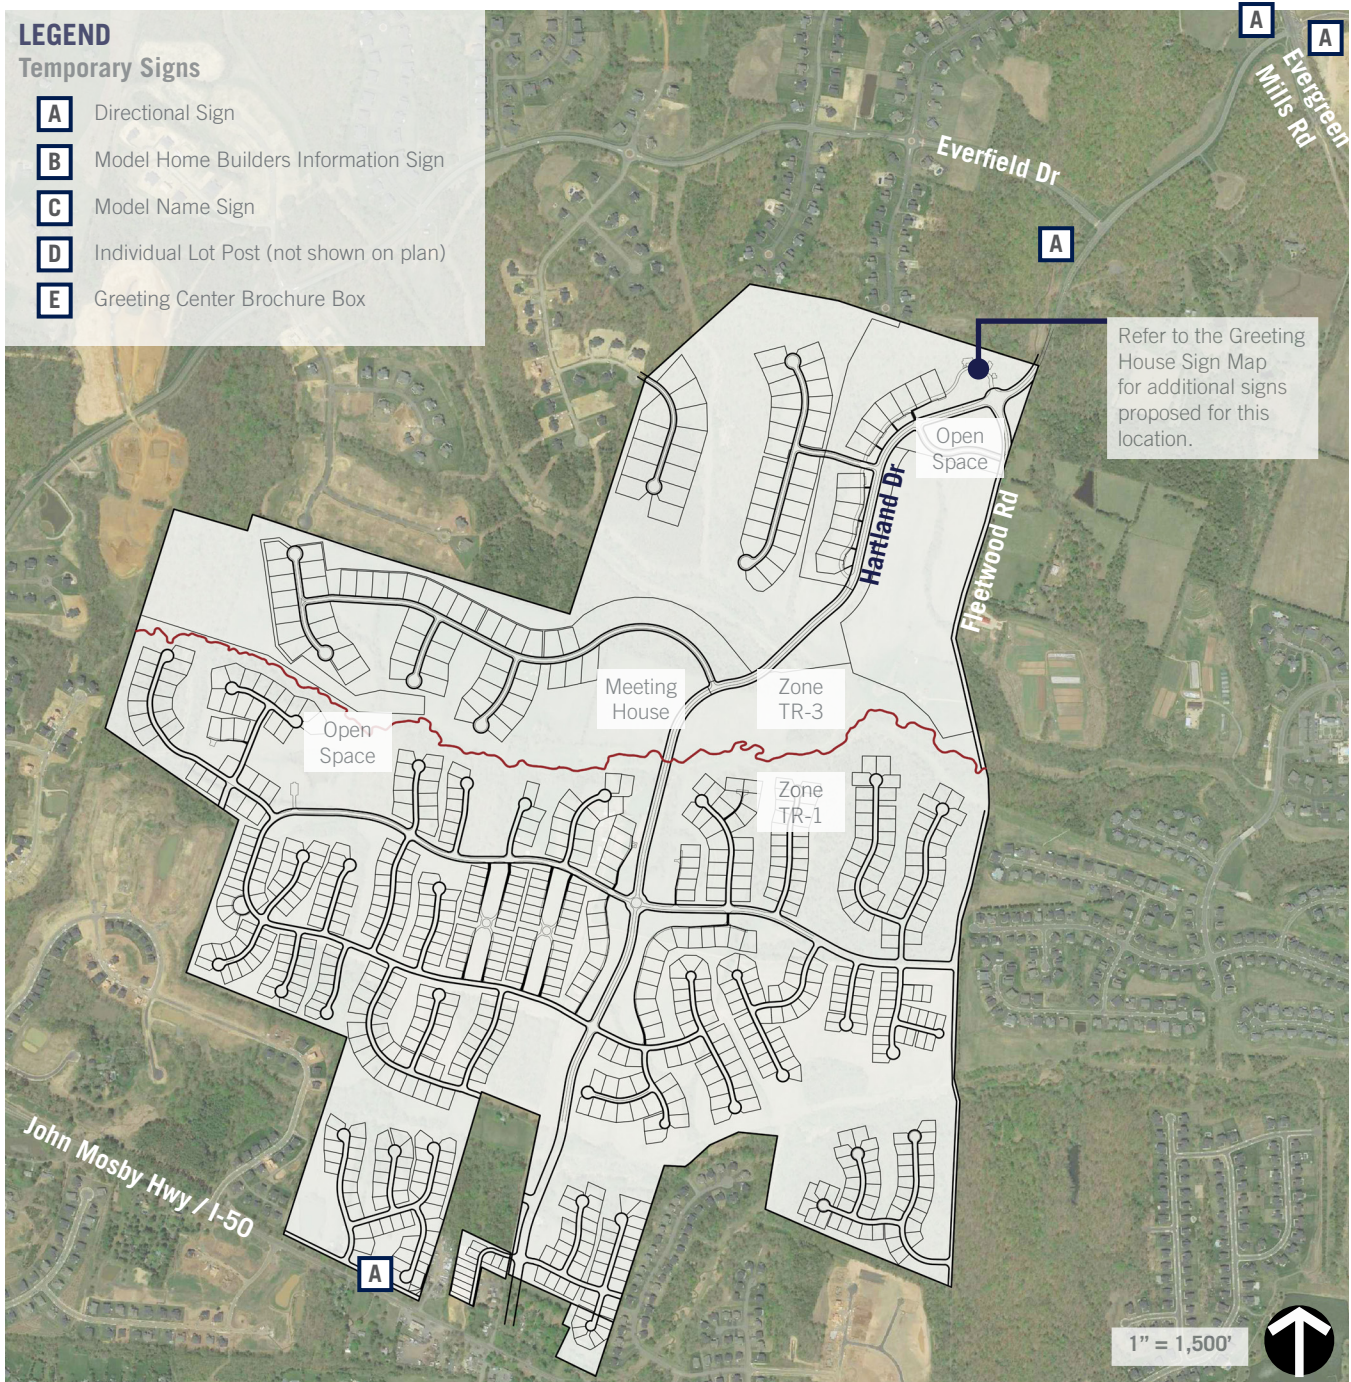 LEGEND
Temporary Signs
A Directional Sign
B Model Home Builders Information Sign
C Model Name Sign
D Individual Lot Post (not shown on plan)
E Greeting Center Brochure Box
A
A
Evergreen
Mills Rd
Everfield Dr
A
Refer to the Greeting
House Sign Map
for additional signs
proposed for this
location.
Open
Space
Hartland Dr
Fleetwood Rd
Meeting
House
Zone
TR-3
Open
Space
Zone
TR-1
John Mosby Hwy / I-50
A
1” = 1,500’